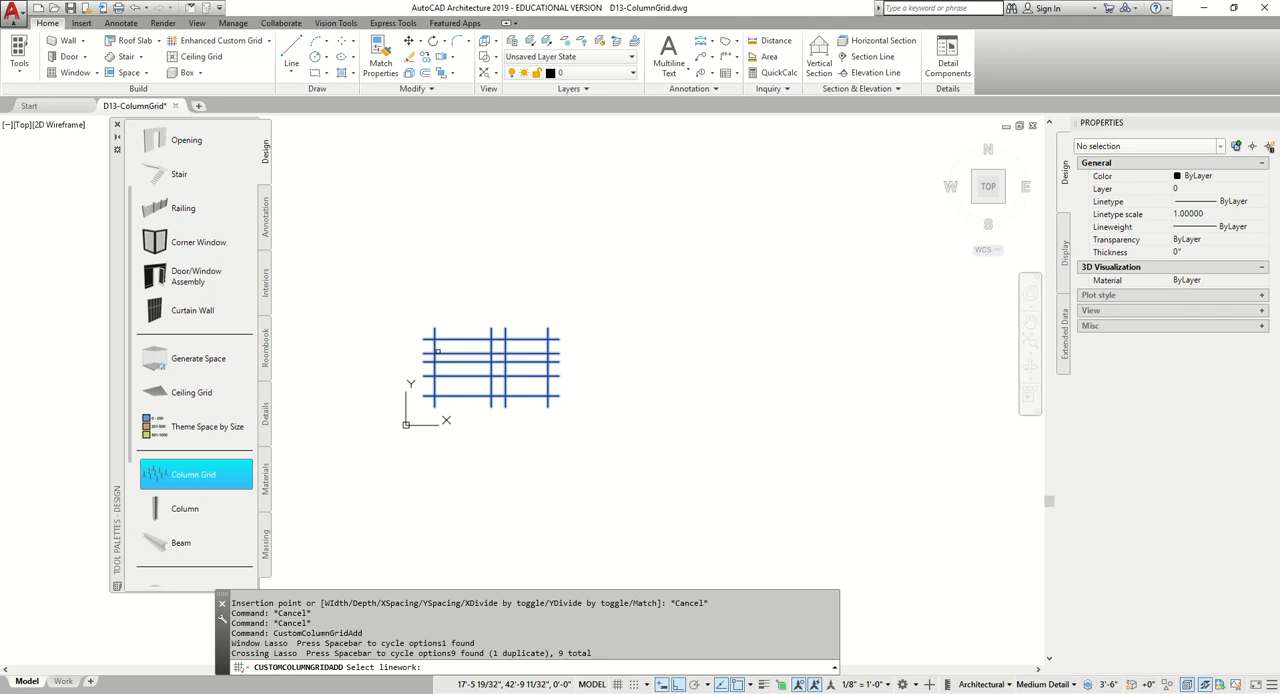 AutoCAD Architecture 2019 - EDUCATIONAL VERSION D13-ColumnGrid.dwg
Type a keyword or phrase
Sign In
Home Insert Annotate Render View Manage Collaborate Vision Tools Express Tools Featured Apps
Tools
Wall
Door
Window
Roof Slab
Stair
Space
Enhanced Custom Grid
Ceiling Grid
Box
Build
Line
Draw
Match Properties
Modify
View
Unsaved Layer State
0
Layers
Multiline Text
Annotation
Distance
Area
QuickCalc
Inquiry
Vertical Section
Horizontal Section
Section Line
Elevation Line
Section & Elevation
Detail Components
Details
Start
D13-ColumnGrid*
[−][Top][2D Wireframe]
Opening
Stair
Railing
Corner Window
Door/Window Assembly
Curtain Wall
Generate Space
Ceiling Grid
Theme Space by Size
Column Grid
Column
Beam
TOOL PALETTES - DESIGN
Design
Annotation
Interiors
Roombook
Details
Materials
Massing
Y
X
N
W
TOP
E
S
WCS
PROPERTIES
No selection
General
Color ByLayer
Layer 0
Linetype ByLayer
Linetype scale 1.00000
Lineweight ByLayer
Transparency ByLayer
Thickness 0"
3D Visualization
Material ByLayer
Plot style
View
Misc
Design
Display
Extended Data
Insertion point or [WIdth/Depth/XSpacing/YSpacing/XDivide by toggle/YDivide by toggle/Match]: *Cancel*
Command: *Cancel*
Command: *Cancel*
Command: CustomColumnGridAdd
Window Lasso Press Spacebar to cycle options1 found
Crossing Lasso Press Spacebar to cycle options9 found (1 duplicate), 9 total
CUSTOMCOLUMNGRIDADD Select linework:
Model Work
17'-5 19/32", 42'-9 11/32", 0'-0" MODEL
1/8" = 1'-0"
Architectural
Medium Detail
3'-6"
+0"